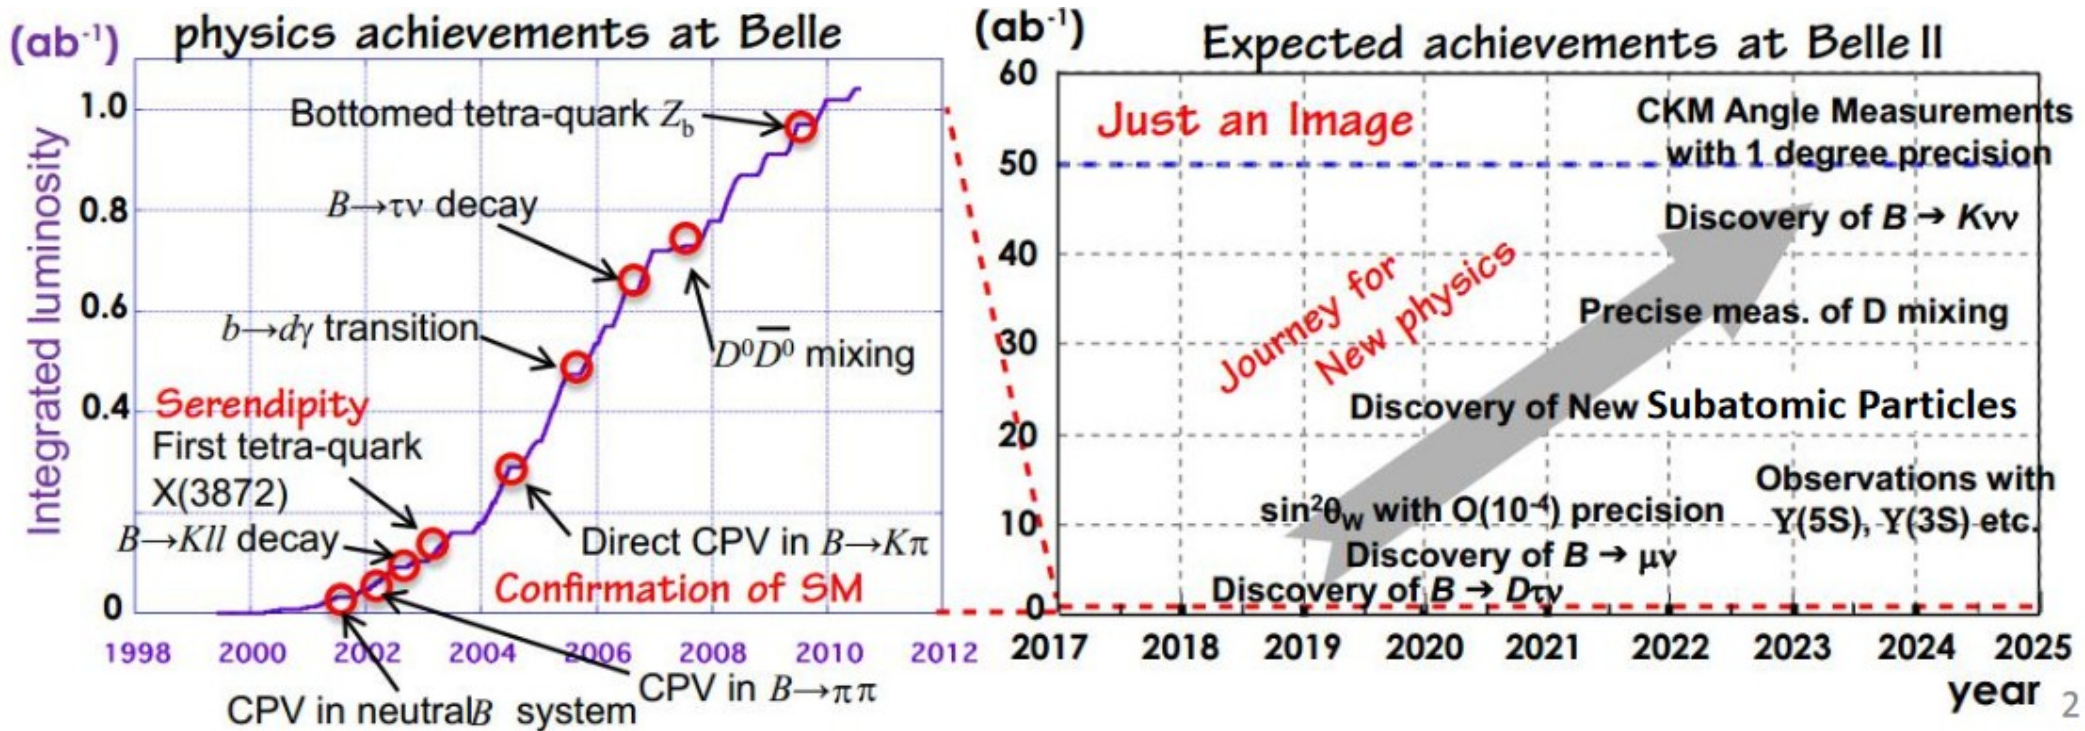 (ab⁻¹)
physics achievements at Belle
Integrated luminosity
1.0
0.8
0.6
0.4
0
1998 2000 2002 2004 2006 2008 2010 2012
Bottomed tetra-quark Zb
B→τν decay
b→dγ transition
D⁰D̅⁰ mixing
Serendipity
First tetra-quark
X(3872)
B→Kll decay
Direct CPV in B→Kπ
Confirmation of SM
CPV in B→ππ
CPV in neutralB system
(ab⁻¹)
Expected achievements at Belle II
60
50
40
30
20
10
0
2017 2018 2019 2020 2021 2022 2023 2024 2025
year
Just an Image
CKM Angle Measurements
with 1 degree precision
Discovery of B → Kνν
Journey for
New physics
Precise meas. of D mixing
Discovery of New Subatomic Particles
Observations with
Υ(5S), Υ(3S) etc.
sin²θW with O(10⁻⁴) precision
Discovery of B → μν
Discovery of B → Dτν
2